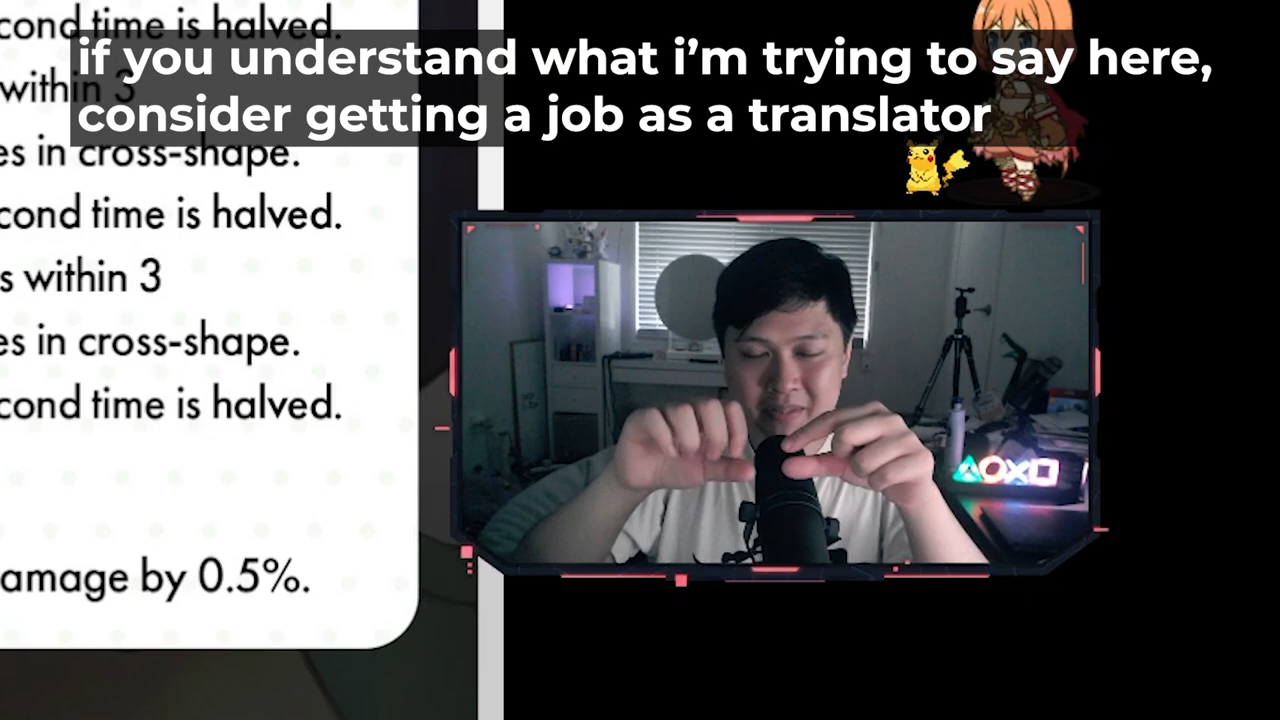 cond time is halved.
if you understand what i'm trying to say here,
within 3
consider getting a job as a translator
es in cross-shape.
cond time is halved.
s within 3
es in cross-shape.
cond time is halved.
amage by 0.5%.